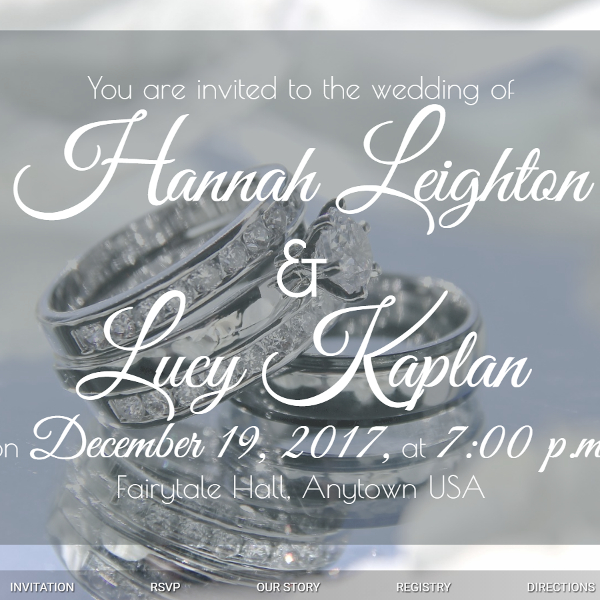 You are invited to the wedding of
Hannah Leighton
&
Lucy Kaplan
on December 19, 2017, at 7:00 p.m
Fairytale Hall, Anytown USA
INVITATION RSVP OUR STORY REGISTRY DIRECTIONS